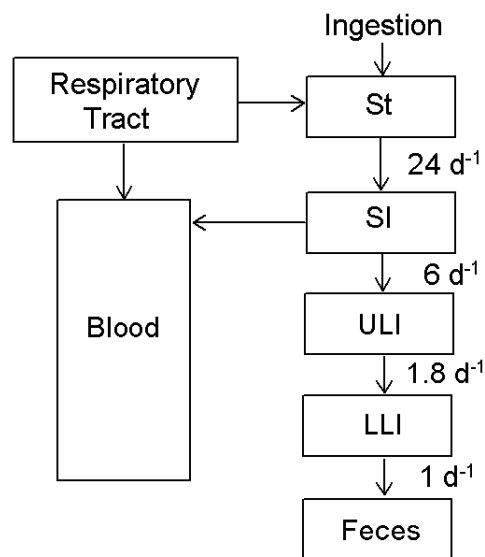 Ingestion
Respiratory
Tract
St
24 d⁻¹
SI
6 d⁻¹
Blood
ULI
1.8 d⁻¹
LLI
1 d⁻¹
Feces